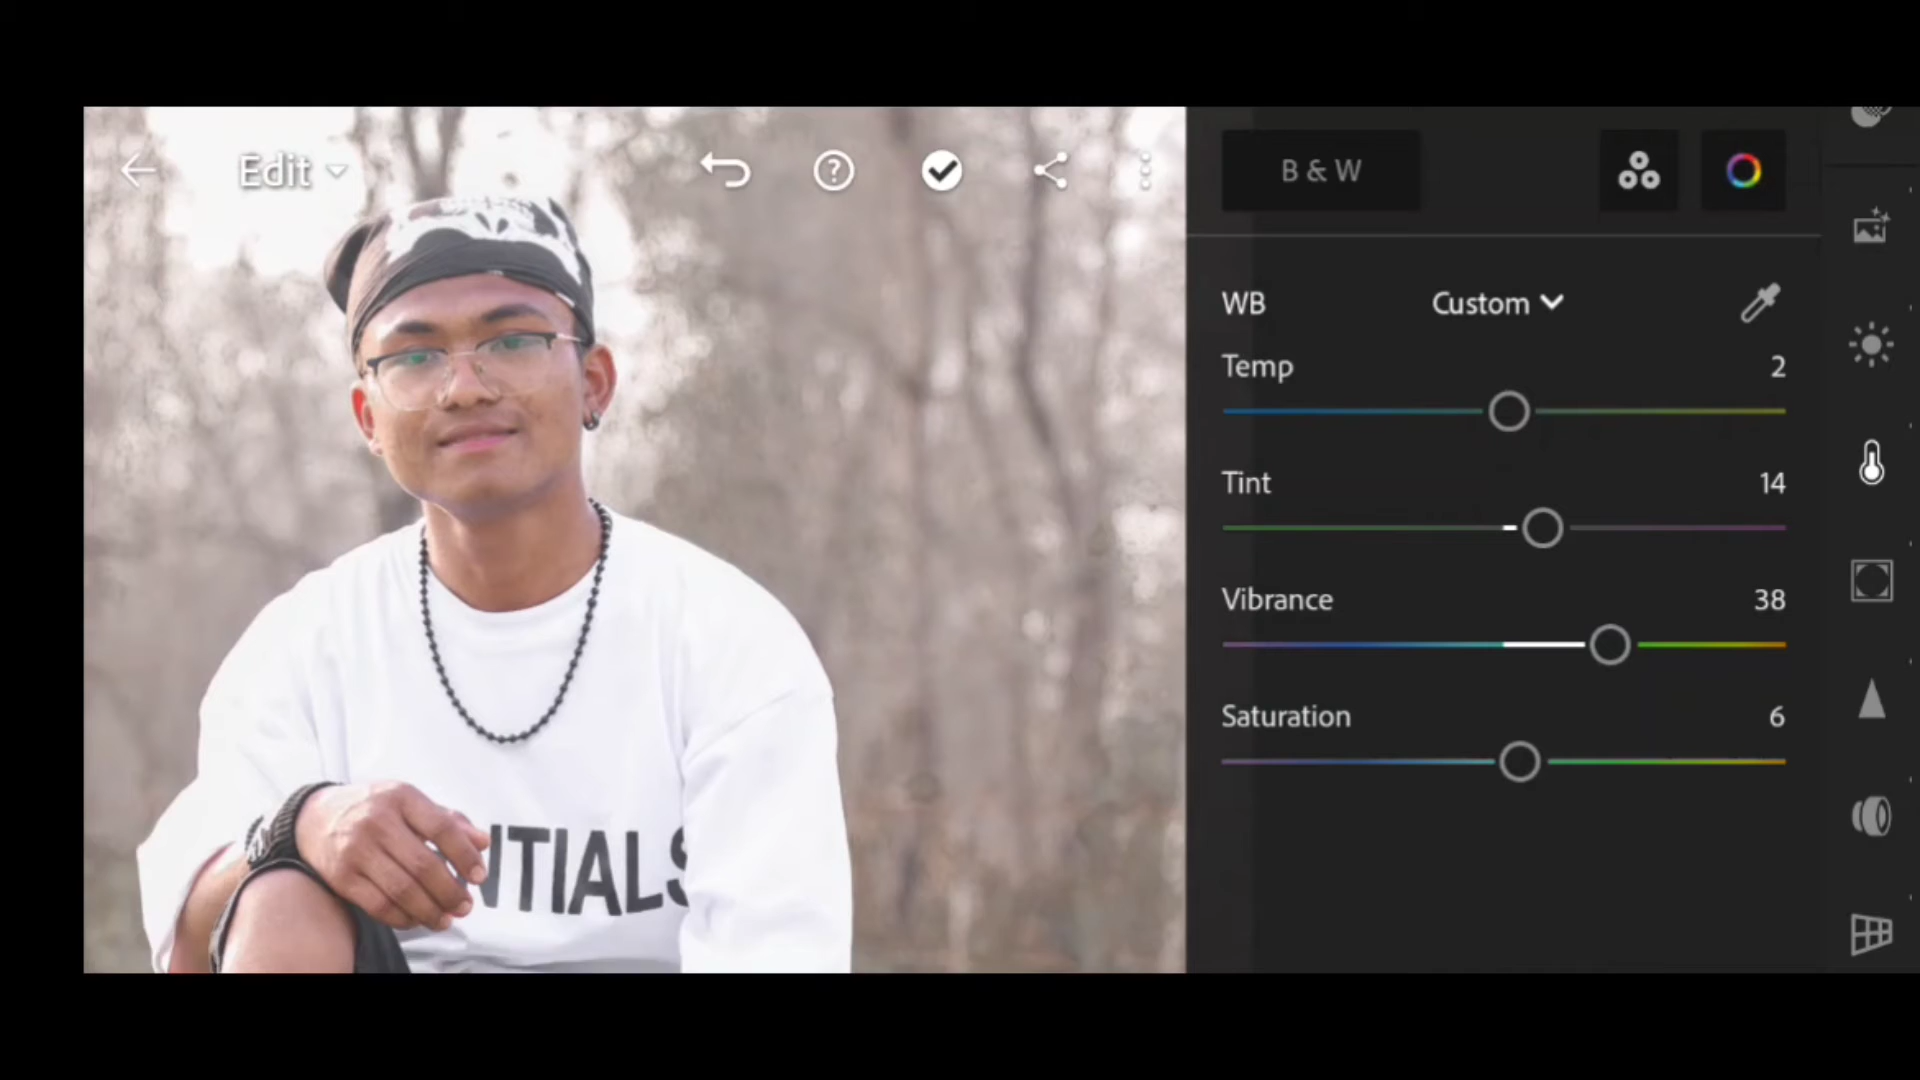 Edit
B & W
WB Custom
Temp 2
Tint 14
Vibrance 38
Saturation 6
NTIALS